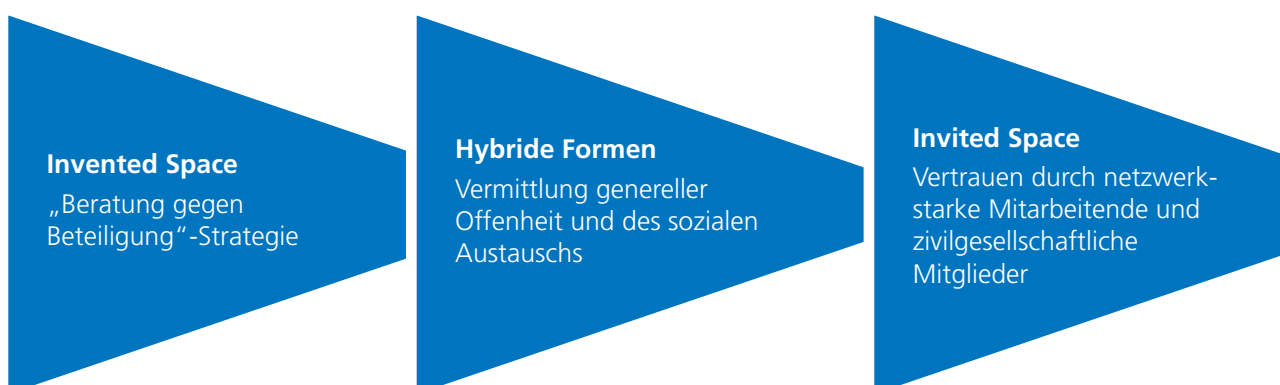 Invented Space
„Beratung gegen
Beteiligung“-Strategie
Hybride Formen
Vermittlung genereller
Offenheit und des sozialen
Austauschs
Invited Space
Vertrauen durch netzwerk-
starke Mitarbeitende und
zivilgesellschaftliche
Mitglieder